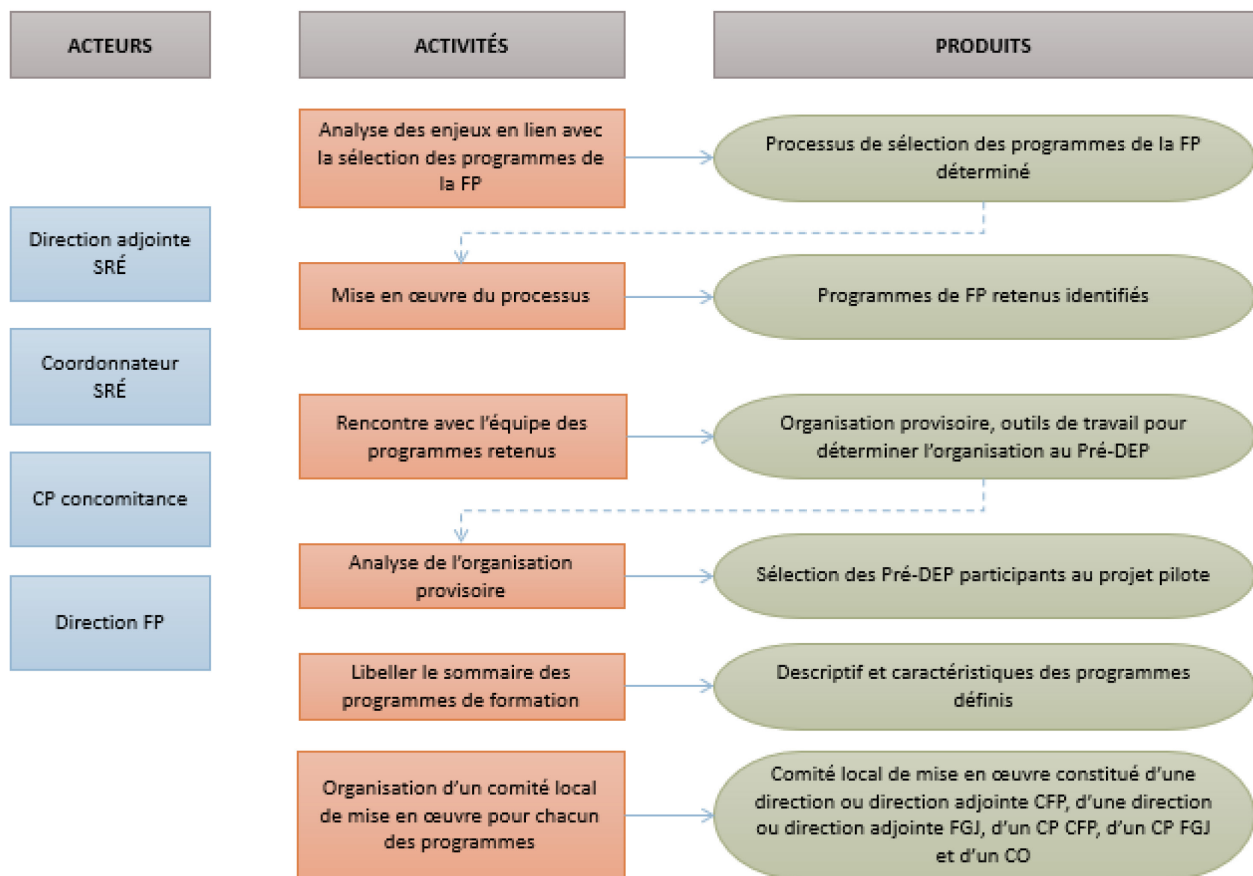 ACTEURS
ACTIVITÉS
PRODUITS
Direction adjointe
SRÉ
Coordonnateur
SRÉ
CP concomitance
Direction FP
Analyse des enjeux en lien avec
la sélection des programmes de
la FP
Processus de sélection des programmes de la FP
déterminé
Mise en œuvre du processus
Programmes de FP retenus identifiés
Rencontre avec l’équipe des
programmes retenus
Organisation provisoire, outils de travail pour
déterminer l’organisation au Pré-DEP
Analyse de l’organisation
provisoire
Sélection des Pré-DEP participants au projet pilote
Libeller le sommaire des
programmes de formation
Descriptif et caractéristiques des programmes
définis
Organisation d’un comité local
de mise en œuvre pour chacun
des programmes
Comité local de mise en œuvre constitué d’une
direction ou direction adjointe CFP, d’une direction
ou direction adjointe FGJ, d’un CP CFP, d’un CP FGJ
et d’un CO